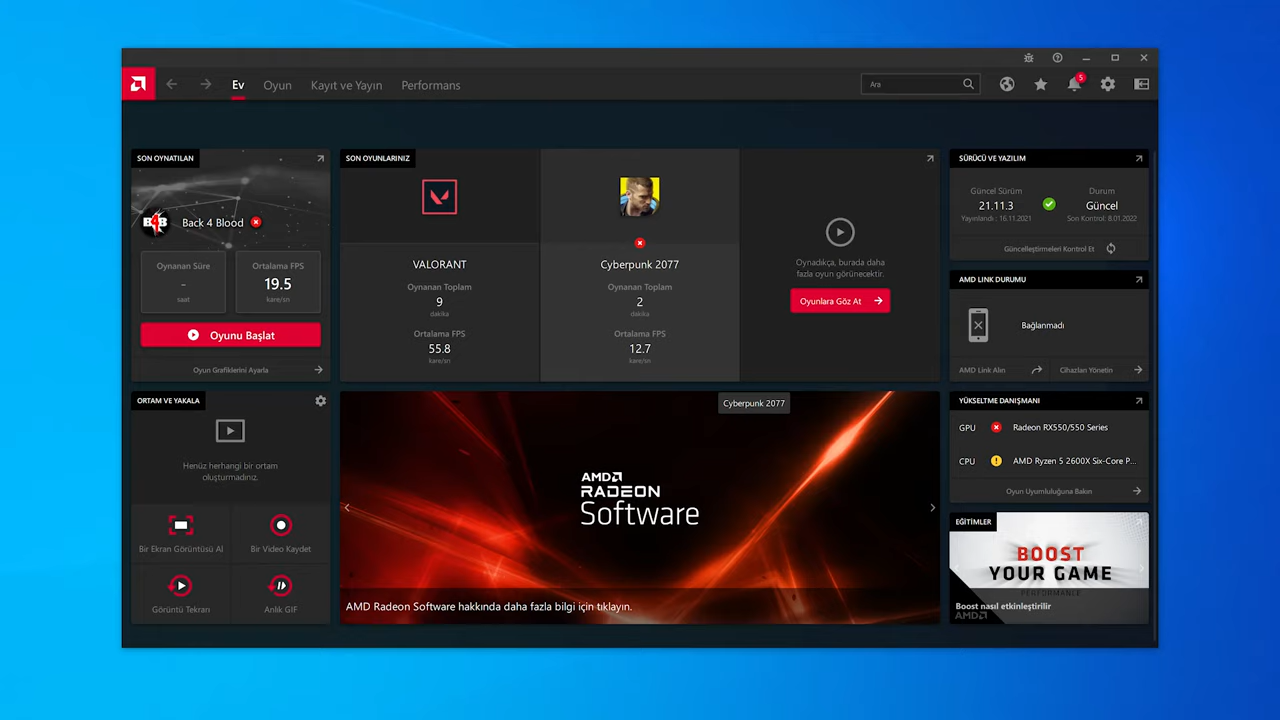 Ev
Oyun
Kayıt ve Yayın
Performans
Ara
5
SON OYNATILAN
B4B
Back 4 Blood
Oynanan Süre
-
saat
Ortalama FPS
19.5
kare/sn
Oyunu Başlat
Oyun Grafiklerini Ayarla
SON OYUNLARINIZ
VALORANT
Oynanan Toplam
9
dakika
Ortalama FPS
55.8
kare/sn
Cyberpunk 2077
Oynanan Toplam
2
dakika
Ortalama FPS
12.7
kare/sn
Oynadıkça, burada daha
fazla oyun görünecektir.
Oyunlara Göz At
SÜRÜCÜ VE YAZILIM
Güncel Sürüm
21.11.3
Yayınlandı : 16.11.2021
Durum
Güncel
Son Kontrol: 8.01.2022
Güncelleştirmeleri Kontrol Et
AMD LINK DURUMU
Bağlanmadı
AMD Link Alın
Cihazları Yönetin
ORTAM VE YAKALA
Henüz herhangi bir ortam
oluşturmadınız.
Bir Ekran Görüntüsü Al
Bir Video Kaydet
Görüntü Tekrarı
Anlık GIF
Cyberpunk 2077
AMD
RADEON
Software
AMD Radeon Software hakkında daha fazla bilgi için tıklayın.
YÜKSELTME DANIŞMANI
GPU
Radeon RX550/550 Series
CPU
AMD Ryzen 5 2600X Six-Core P...
Oyun Uyumluluğuna Bakın
EĞİTİMLER
BOOST
YOUR GAME
PERFORMANCE
Boost nasıl etkinleştirilir
AMD